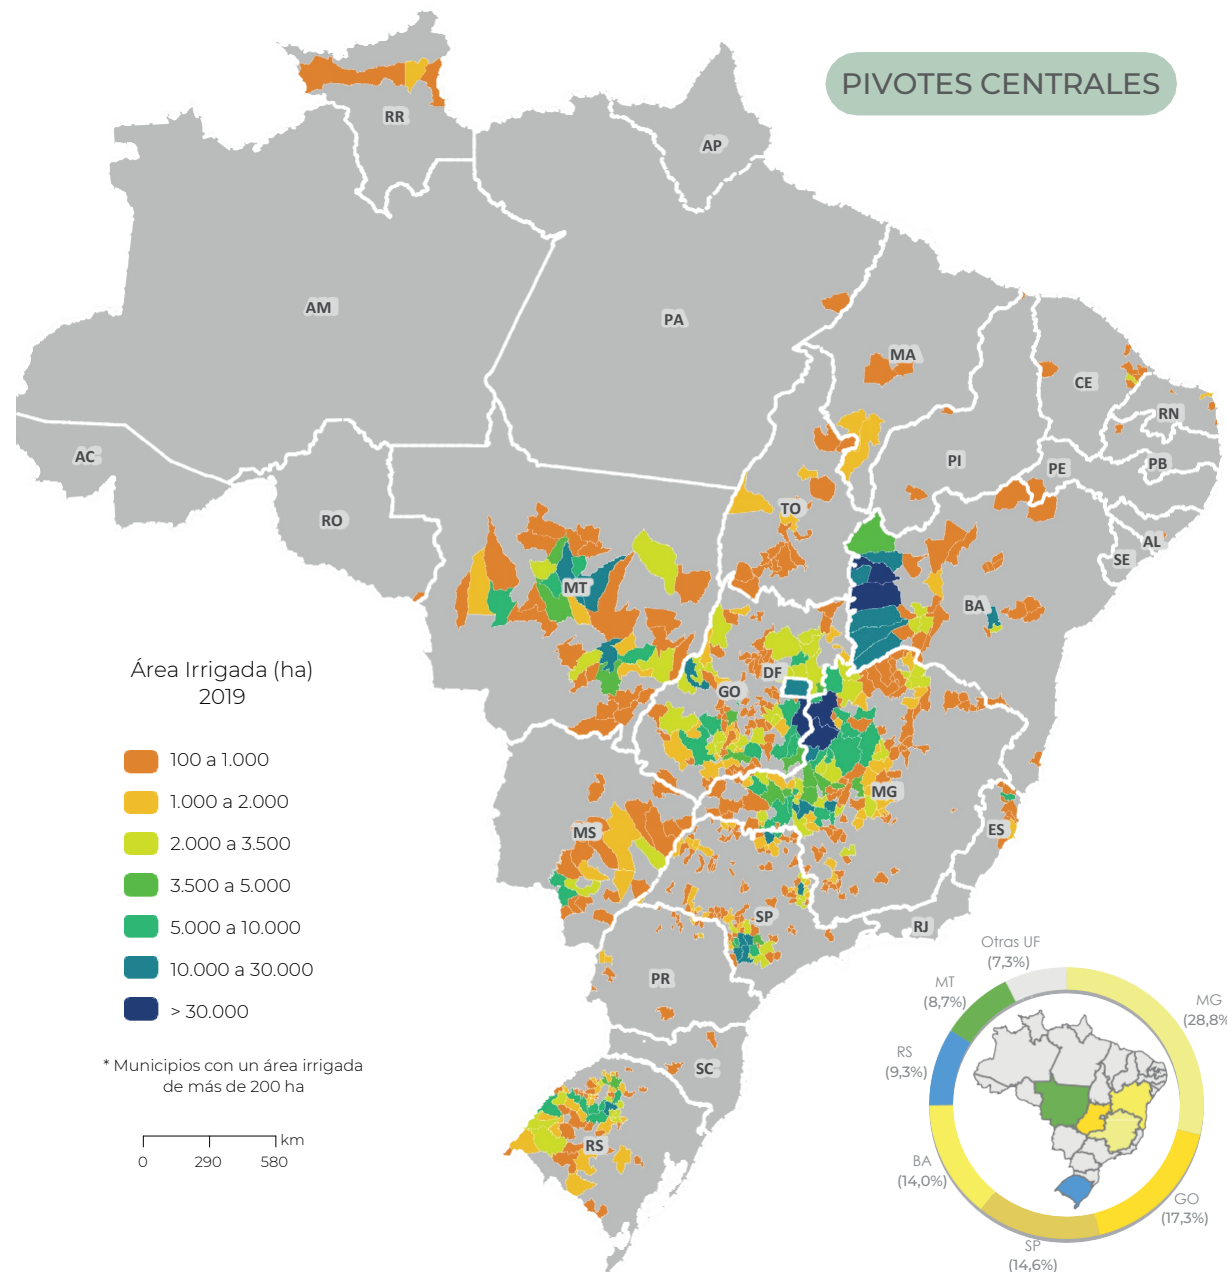 PIVOTES CENTRALES
RR
AP
AM
PA
MA
CE
RN
PB
PE
PI
AC
RO
TO
AL
SE
MT
BA
DF
GO
MG
ES
MS
SP
RJ
PR
SC
RS
Área Irrigada (ha)
2019
100 a 1.000
1.000 a 2.000
2.000 a 3.500
3.500 a 5.000
5.000 a 10.000
10.000 a 30.000
> 30.000
* Municipios con un área irrigada
de más de 200 ha
km
0 290 580
Otras UF
(7,3%)
MT
(8,7%)
MG
(28,8%
RS
(9,3%)
BA
(14,0%)
GO
(17,3%)
SP
(14,6%)